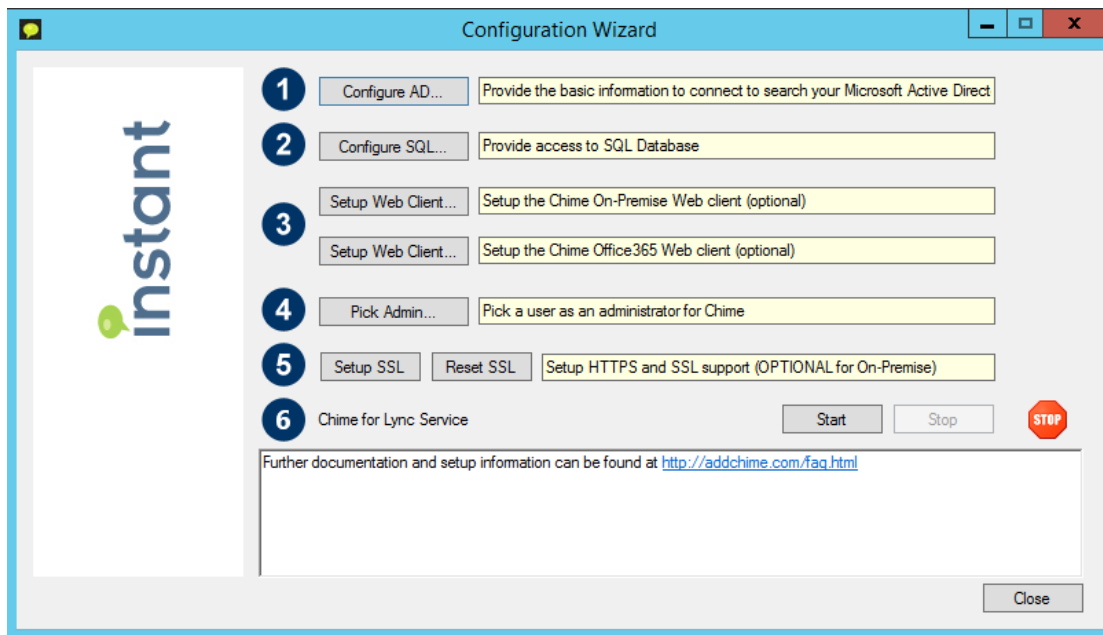 Configuration Wizard
instant
1 Configure AD... Provide the basic information to connect to search your Microsoft Active Direct
2 Configure SQL... Provide access to SQL Database
3
Setup Web Client... Setup the Chime On-Premise Web client (optional)
Setup Web Client... Setup the Chime Office365 Web client (optional)
4 Pick Admin... Pick a user as an administrator for Chime
5 Setup SSL Reset SSL Setup HTTPS and SSL support (OPTIONAL for On-Premise)
6 Chime for Lync Service Start Stop STOP
Further documentation and setup information can be found at http://addchime.com/faq.html
Close